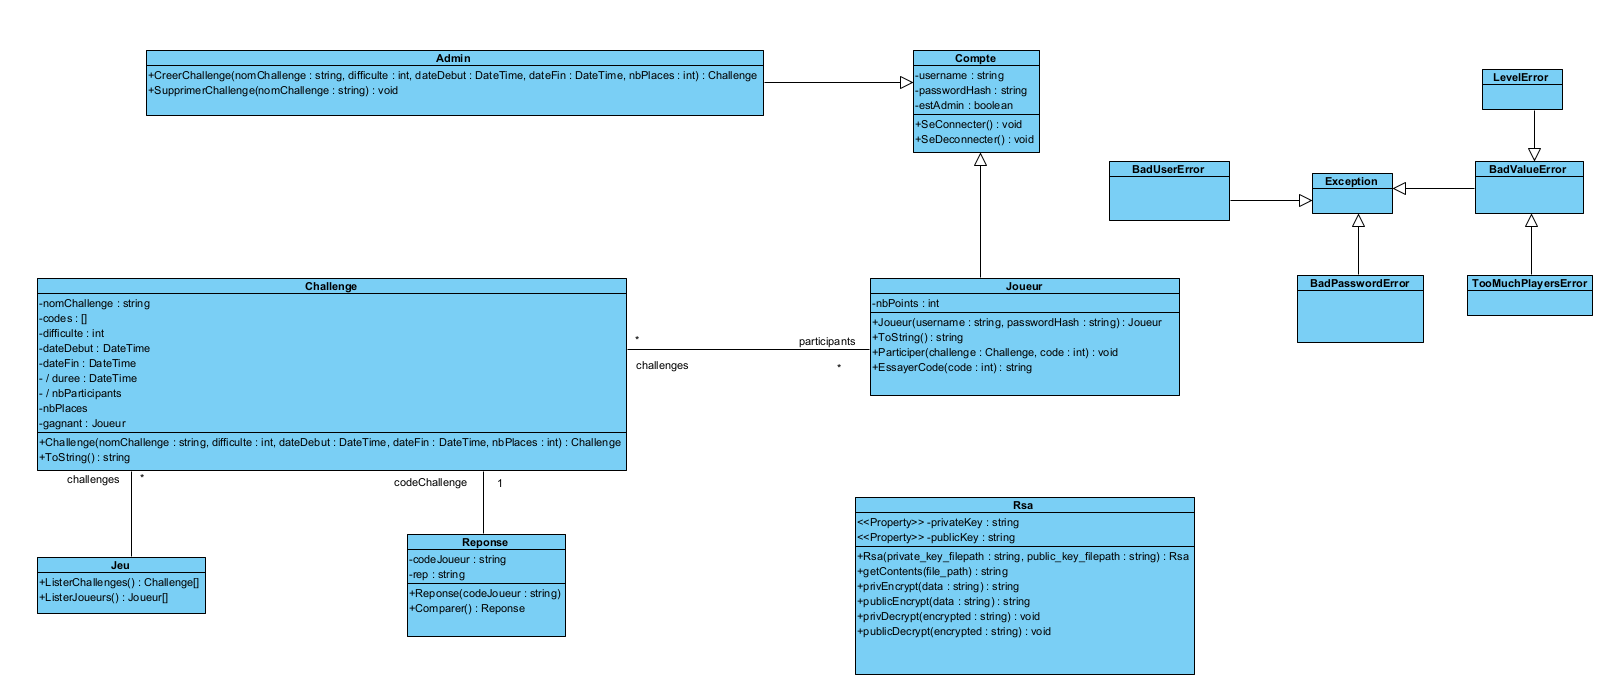 Admin
+CreerChallenge(nomChallenge : string, difficulte : int, dateDebut : DateTime, dateFin : DateTime, nbPlaces : int) : Challenge
+SupprimerChallenge(nomChallenge : string) : void
Compte
-username : string
-passwordHash : string
-estAdmin : boolean
+SeConnecter() : void
+SeDeconnecter() : void
LevelError
BadUserError
Exception
BadValueError
BadPasswordError
TooMuchPlayersError
Challenge
-nomChallenge : string
-codes : []
-difficulte : int
-dateDebut : DateTime
-dateFin : DateTime
- / duree : DateTime
- / nbParticipants
-nbPlaces
-gagnant : Joueur
+Challenge(nomChallenge : string, difficulte : int, dateDebut : DateTime, dateFin : DateTime, nbPlaces : int) : Challenge
+ToString() : string
*
challenges
participants
*
Joueur
-nbPoints : int
+Joueur(username : string, passwordHash : string) : Joueur
+ToString() : string
+Participer(challenge : Challenge, code : int) : void
+EssayerCode(code : int) : string
challenges
*
codeChallenge
1
Jeu
+ListerChallenges() : Challenge[]
+ListerJoueurs() : Joueur[]
Reponse
-codeJoueur : string
-rep : string
+Reponse(codeJoueur : string)
+Comparer() : Reponse
Rsa
<<Property>> -privateKey : string
<<Property>> -publicKey : string
+Rsa(private_key_filepath : string, public_key_filepath : string) : Rsa
+getContents(file_path) : string
+privEncrypt(data : string) : string
+publicEncrypt(data : string) : string
+privDecrypt(encrypted : string) : void
+publicDecrypt(encrypted : string) : void